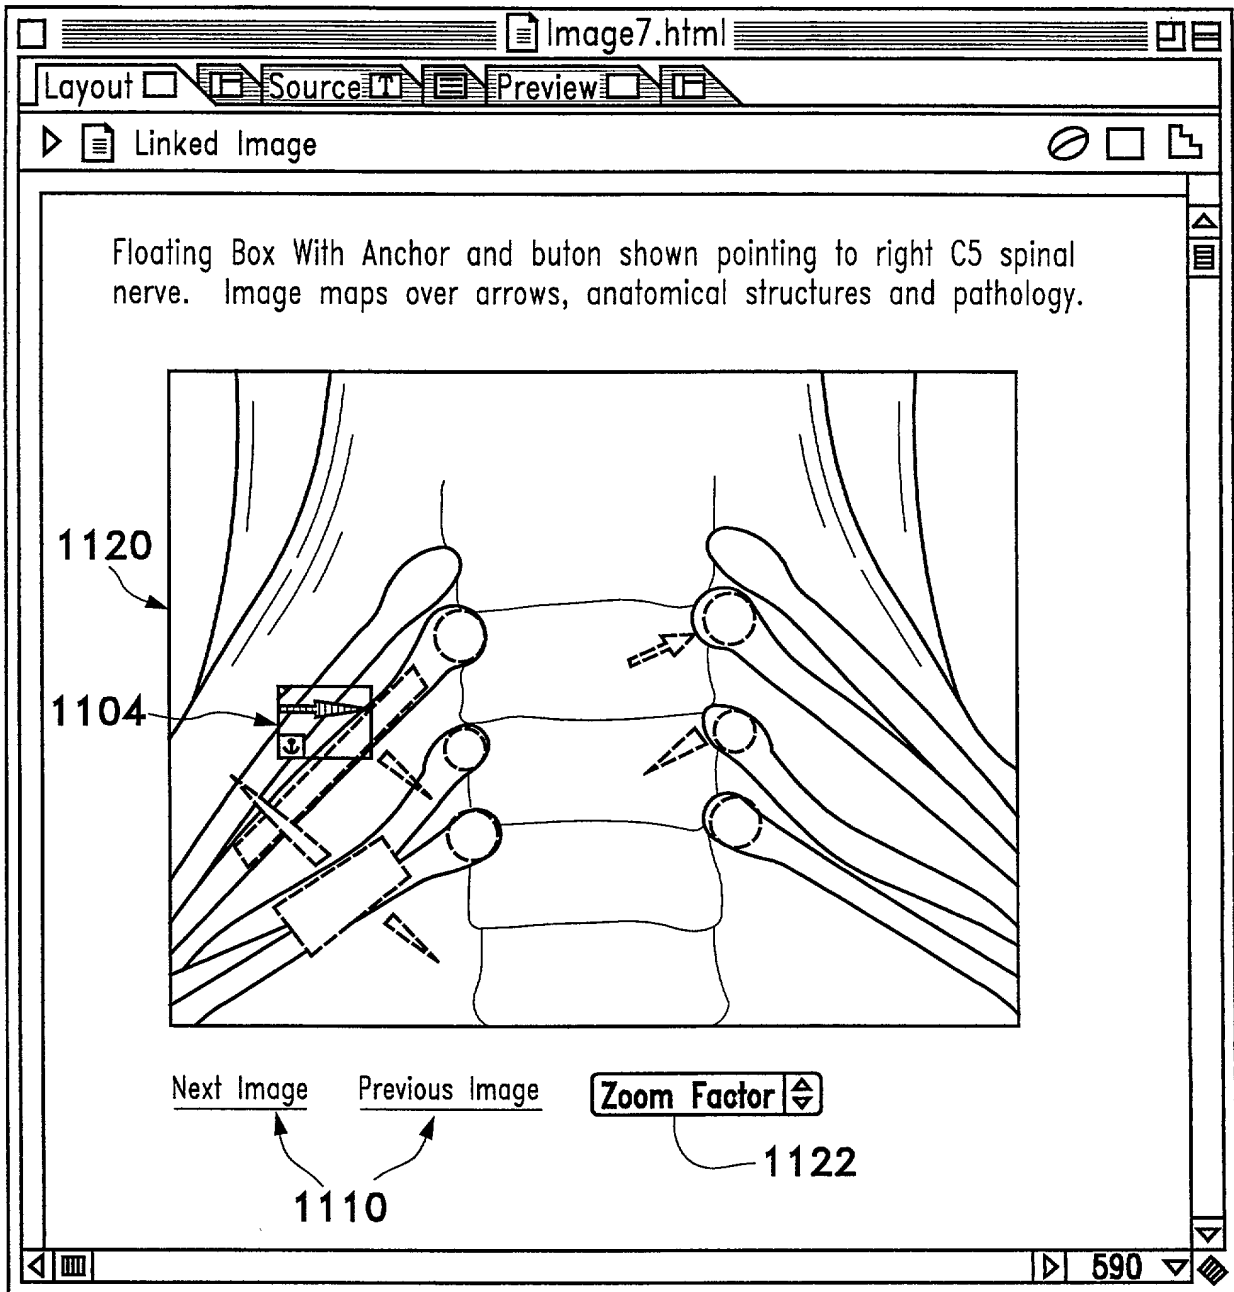 Image7.html
Layout Source T Preview
Linked Image
Floating Box With Anchor and buton shown pointing to right C5 spinal
nerve. Image maps over arrows, anatomical structures and pathology.
1120
1104
Next Image Previous Image Zoom Factor
1122
1110
590